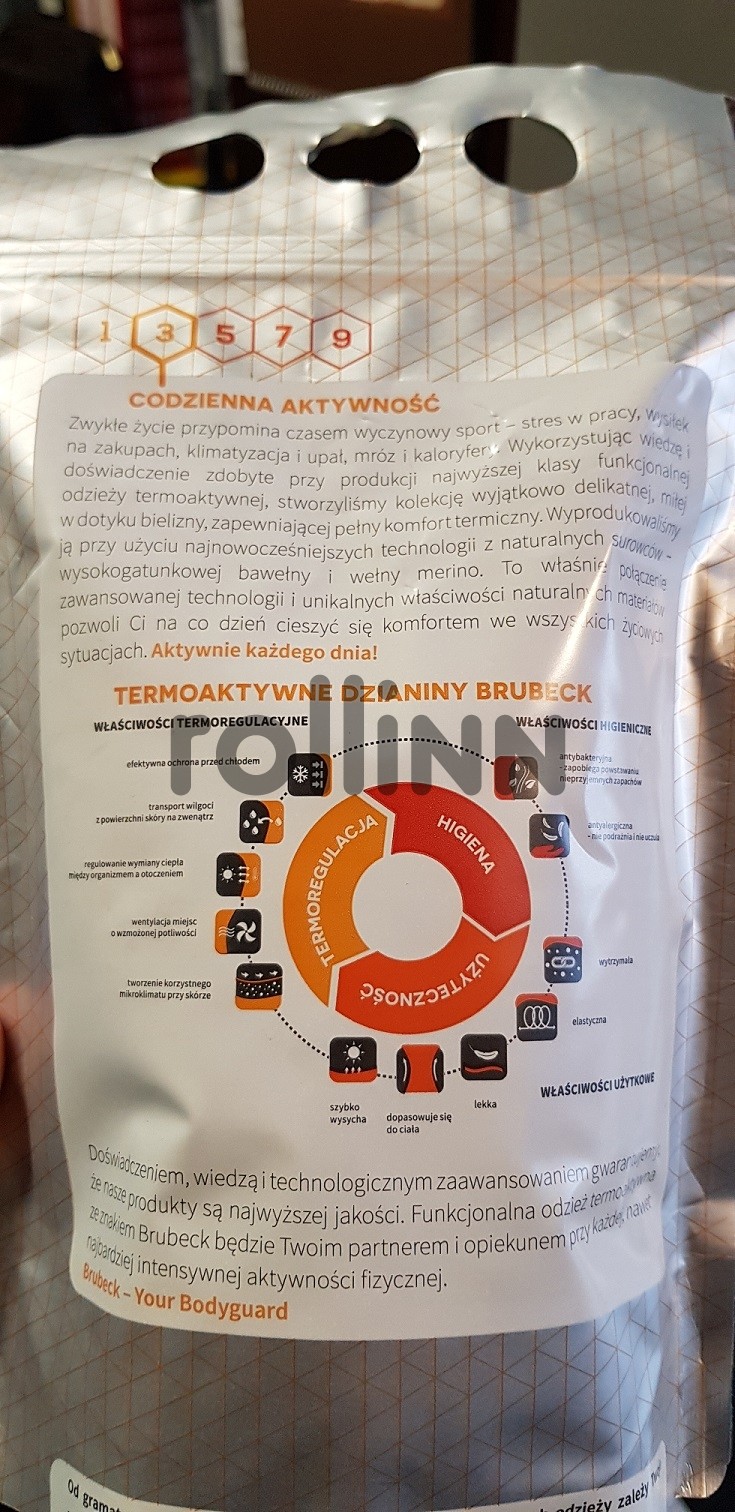 1 3 5 7 9
CODZIENNA AKTYWNOŚĆ
Zwykłe życie przypomina czasem wyczynowy sport – stres w pracy, wysiłek
na zakupach, klimatyzacja i upał, mróz i kaloryfery. Wykorzystując wiedzę i
doświadczenie zdobyte przy produkcji najwyższej klasy funkcjonalnej
odzieży termoaktywnej, stworzyliśmy kolekcję wyjątkowo delikatnej, miłej
w dotyku bielizny, zapewniającej pełny komfort termiczny. Wyprodukowaliśmy
ją przy użyciu najnowocześniejszych technologii z naturalnych surowców –
wysokogatunkowej bawełny i wełny merino. To właśnie połączenie
zawansowanej technologii i unikalnych właściwości naturalnych materiałów
pozwoli Ci na co dzień cieszyć się komfortem we wszystkich życiowych
sytuacjach. Aktywnie każdego dnia!
TERMOAKTYWNE DZIANINY BRUBECK
rollinn
WŁAŚCIWOŚCI TERMOREGULACYJNE
efektywna ochrona przed chłodem
transport wilgoci
z powierzchni skóry na zwenątrz
regulowanie wymiany ciepła
między organizmem a otoczeniem
wentylacja miejsc
o wzmożonej potliwości
tworzenie korzystnego
mikroklimatu przy skórze
TERMOREGULACJA
HIGIENA
UŻYTECZNOŚĆ
WŁAŚCIWOŚCI HIGIENICZNE
antybakteryjna
- zapobiega powstawaniu
nieprzyjemnych zapachów
antyalergiczna
- nie podrażnia i nie uczula
wytrzymała
elastyczna
WŁAŚCIWOŚCI UŻYTKOWE
lekka
dopasowuje się
do ciała
szybko
wysycha
Doświadczeniem, wiedzą i technologicznym zaawansowaniem gwarantujemy,
że nasze produkty są najwyższej jakości. Funkcjonalna odzież termoaktywna
ze znakiem Brubeck będzie Twoim partnerem i opiekunem przy każdej, nawet
najbardziej intensywnej aktywności fizycznej.
Brubeck – Your Bodyguard
Od odzieży zależy